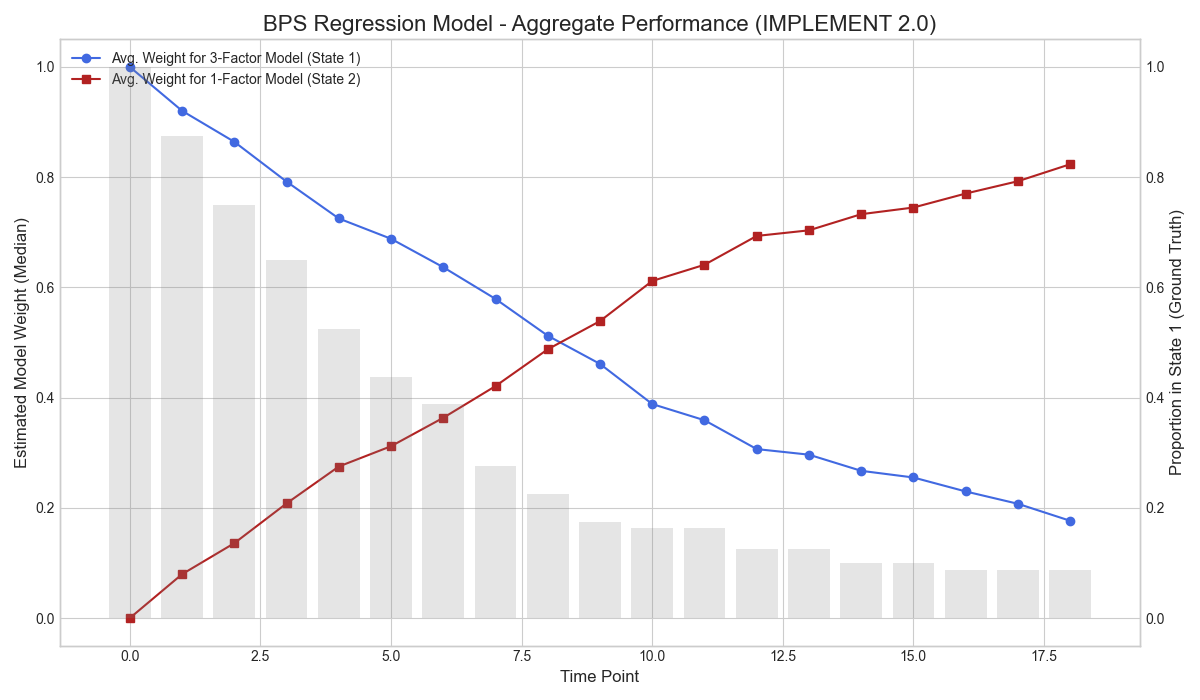 BPS Regression Model - Aggregate Performance (IMPLEMENT 2.0)
Avg. Weight for 3-Factor Model (State 1)
Avg. Weight for 1-Factor Model (State 2)
Estimated Model Weight (Median)
1.0
0.8
0.6
0.4
0.2
0.0
1.0
0.8
0.6
0.4
0.2
0.0
Proportion in State 1 (Ground Truth)
0.0 2.5 5.0 7.5 10.0 12.5 15.0 17.5
Time Point